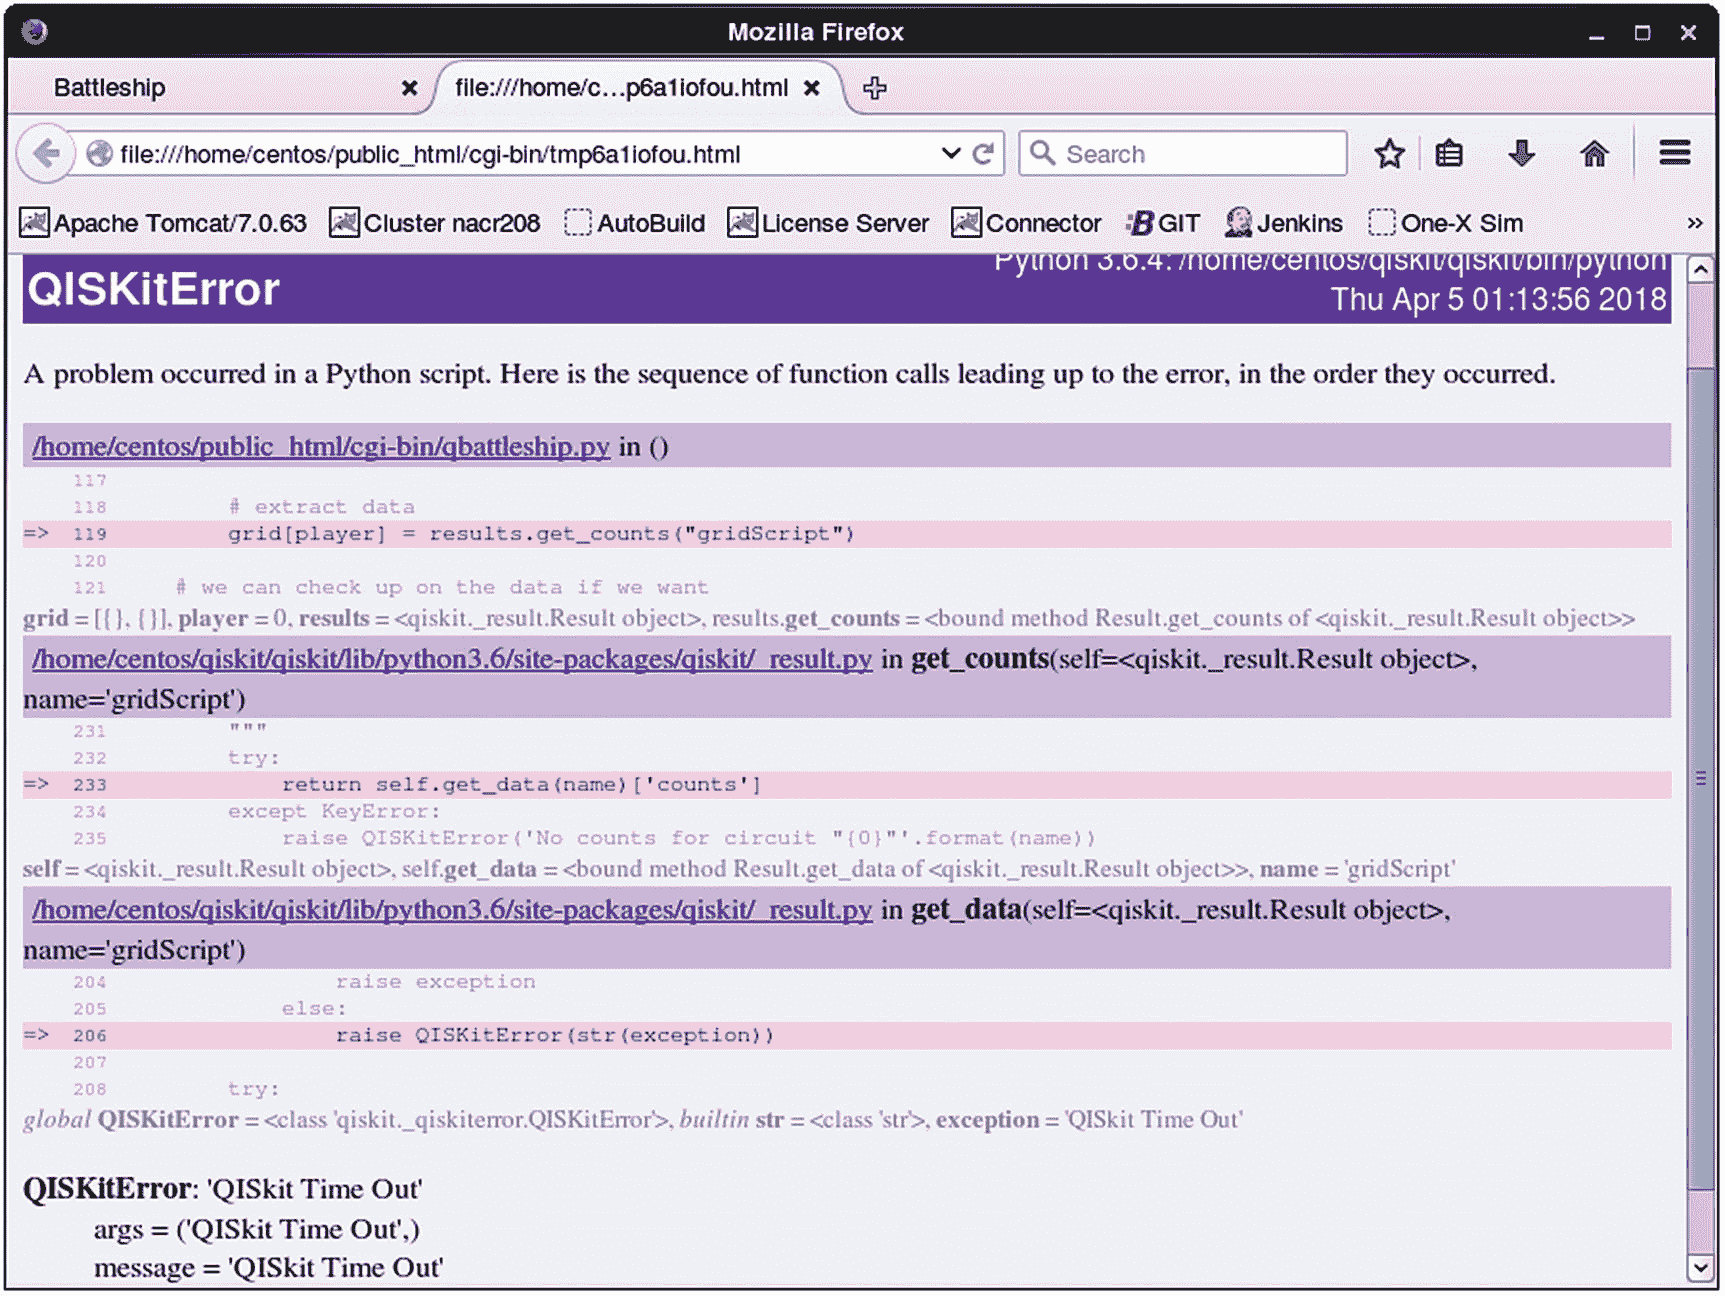 Mozilla Firefox
Battleship
file:///home/c...p6a1iofou.html
file:///home/centos/public_html/cgi-bin/tmp6a1iofou.html
Search
Apache Tomcat/7.0.63 Cluster nacr208 AutoBuild License Server Connector GIT Jenkins One-X Sim »
Python 3.6.4: /home/centos/qiskit/qiskit/bin/python
QISKitError
Thu Apr 5 01:13:56 2018
A problem occurred in a Python script. Here is the sequence of function calls leading up to the error, in the order they occurred.
/home/centos/public_html/cgi-bin/qbattleship.py in ()
117
118 # extract data
=> 119 grid[player] = results.get_counts("gridScript")
120
121 # we can check up on the data if we want
grid = [{}, {}], player = 0, results = <qiskit._result.Result object>, results.get_counts = <bound method Result.get_counts of <qiskit._result.Result object>>
/home/centos/qiskit/qiskit/lib/python3.6/site-packages/qiskit/_result.py in get_counts(self=<qiskit._result.Result object>,
name='gridScript')
231 """
232 try:
=> 233 return self.get_data(name)['counts']
234 except KeyError:
235 raise QISKitError('No counts for circuit "{0}"'.format(name))
self = <qiskit._result.Result object>, self.get_data = <bound method Result.get_data of <qiskit._result.Result object>>, name = 'gridScript'
/home/centos/qiskit/qiskit/lib/python3.6/site-packages/qiskit/_result.py in get_data(self=<qiskit._result.Result object>,
name='gridScript')
204 raise exception
205 else:
=> 206 raise QISKitError(str(exception))
207
208 try:
global QISKitError = <class 'qiskit._qiskiterror.QISKitError'>, builtin str = <class 'str'>, exception = 'QISkit Time Out'
QISKitError: 'QISkit Time Out'
args = ('QISkit Time Out',)
message = 'QISkit Time Out'